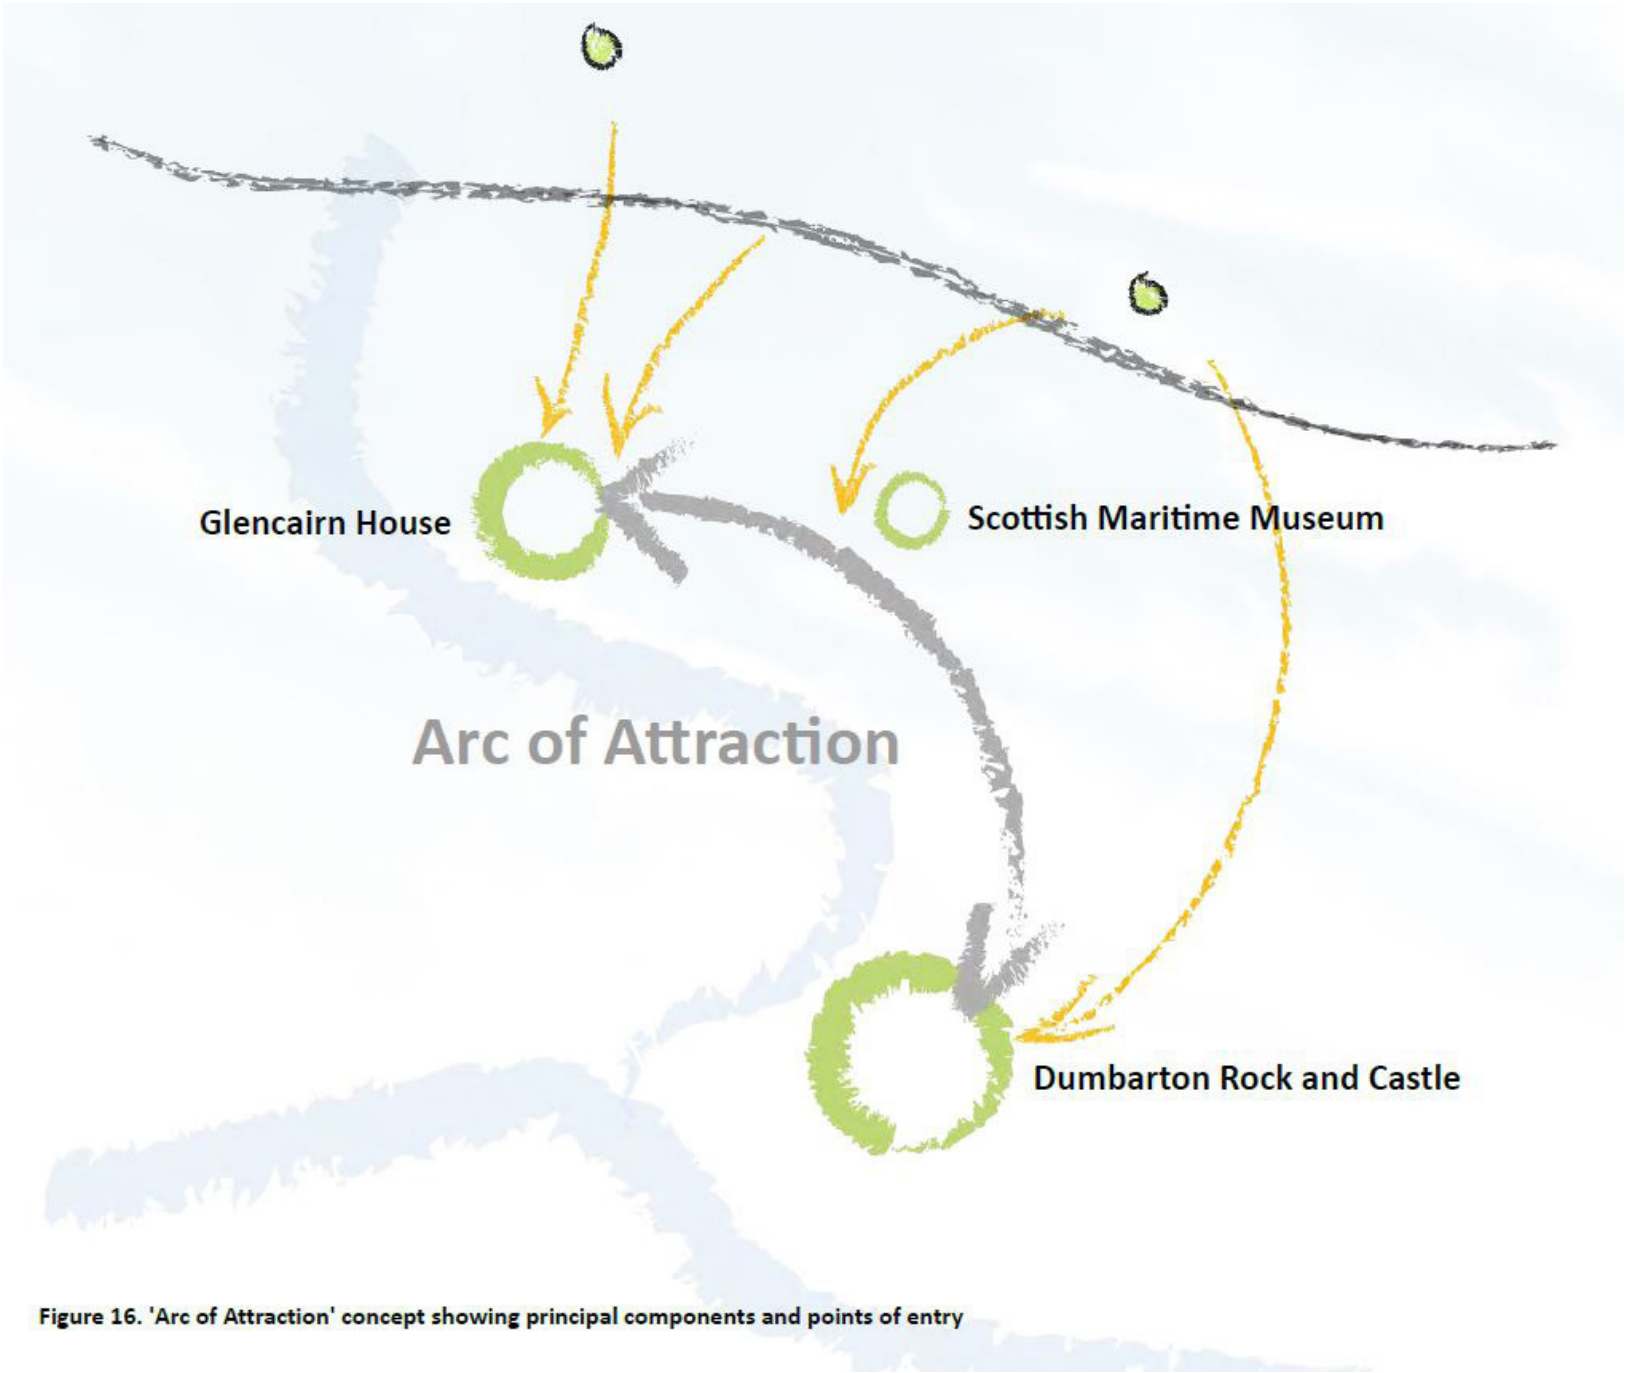 Glencairn House
Scottish Maritime Museum
Arc of Attraction
Dumbarton Rock and Castle
Figure 16. 'Arc of Attraction' concept showing principal components and points of entry